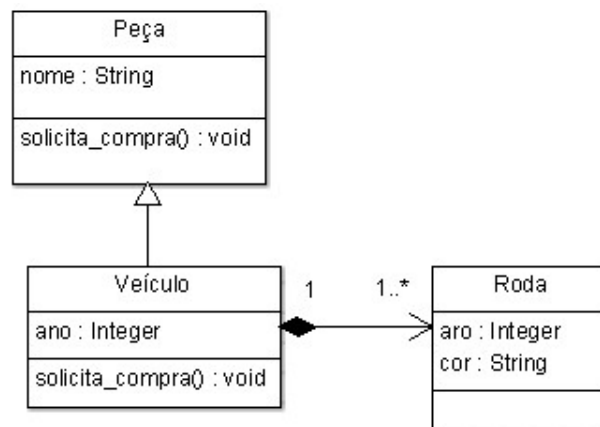 Peça
nome : String
solicita_compra() : void
Veículo
ano : Integer
solicita_compra() : void
1
1..*
Roda
aro : Integer
cor : String